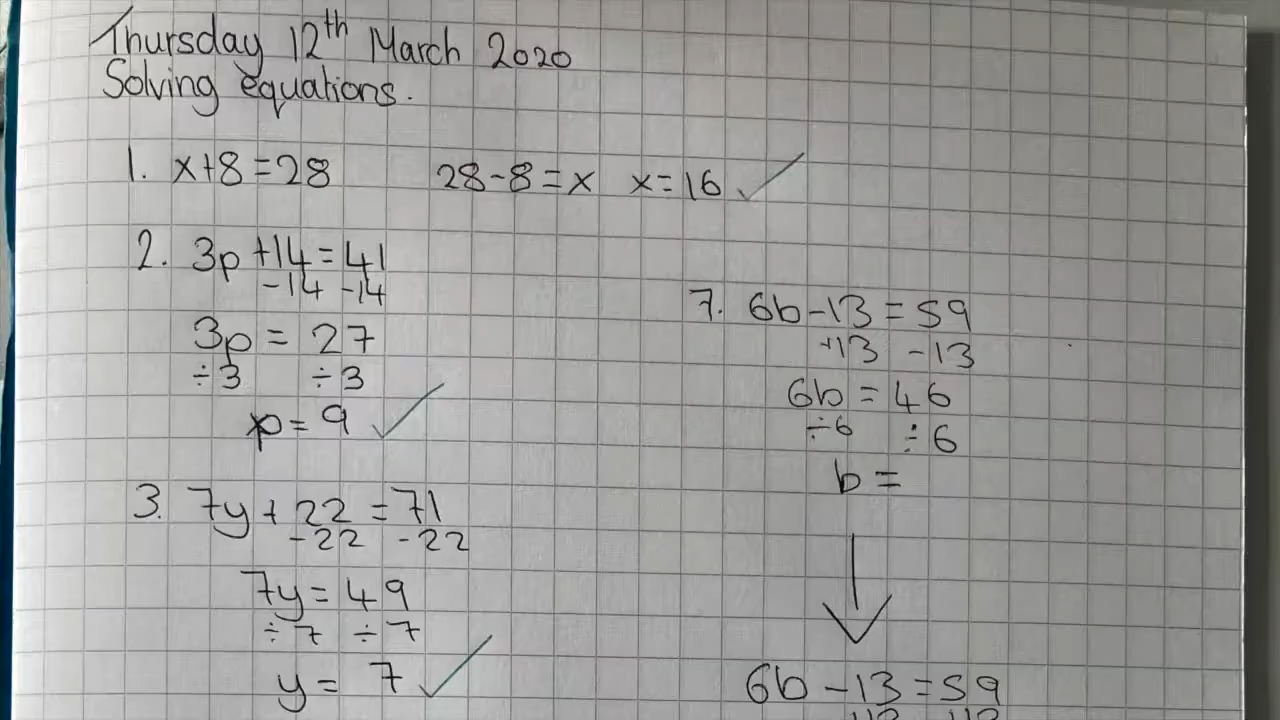 Thursday 12th March 2020
Solving equations.
1. x+8=28 28-8=x x=16
2. 3p+14=41
-14 -14
3p = 27
÷3 ÷3
p=9
3. 7y+22=71
-22 -22
7y=49
÷7 ÷7
y= 7
7. 6b-13=59
+13 -13
6b=46
÷6 ÷6
b=
6b-13=59